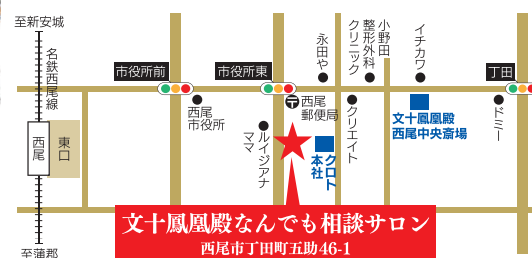 至新安城
名鉄西尾線
西尾
東口
至蒲郡
市役所前
市役所東
丁田
西尾
市役所
西尾
郵便局
永田や
小野田
整形外科
クリニック
イチカワ
クリエイト
ドミー
ルイジアナ
ママ
クロト
本社
文十鳳凰殿
西尾中央斎場
文十鳳凰殿なんでも相談サロン
西尾市丁田町五助46-1